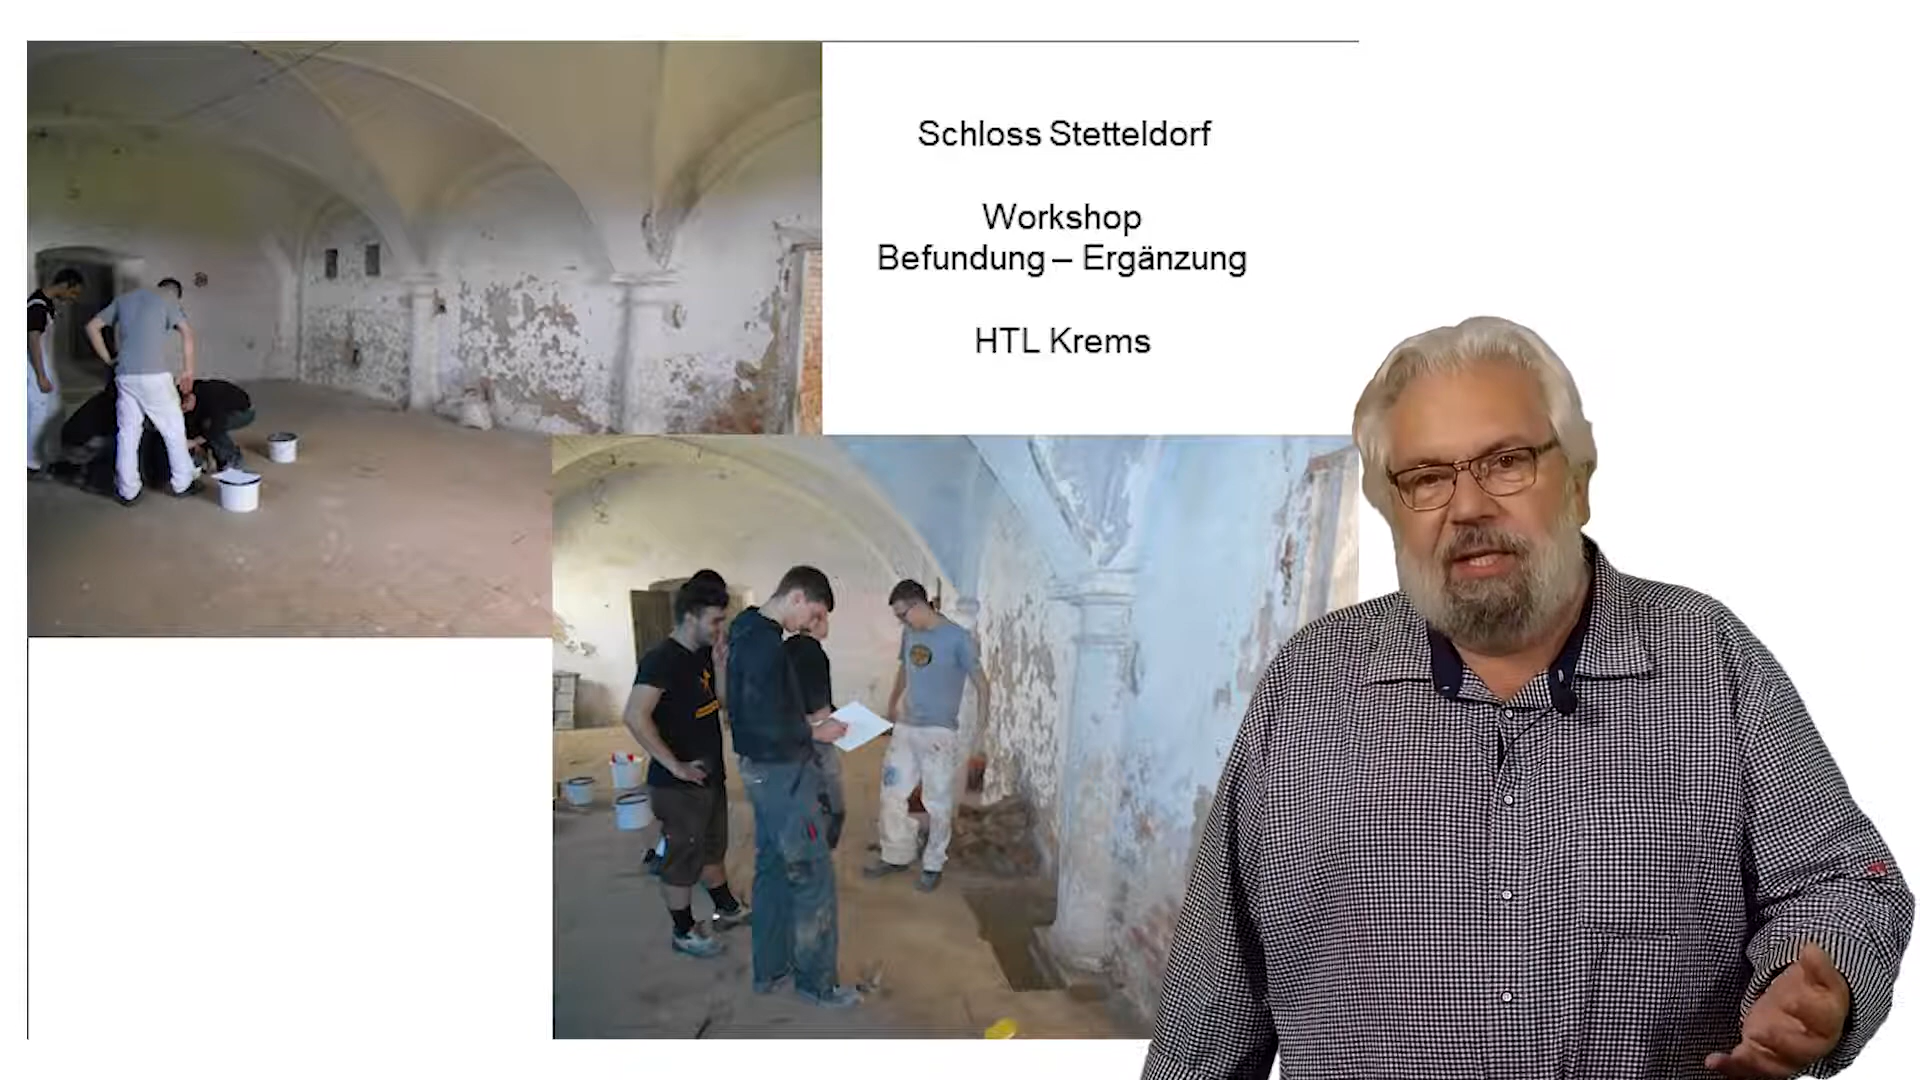 Schloss Stetteldorf
Workshop
Befundung – Ergänzung
HTL Krems